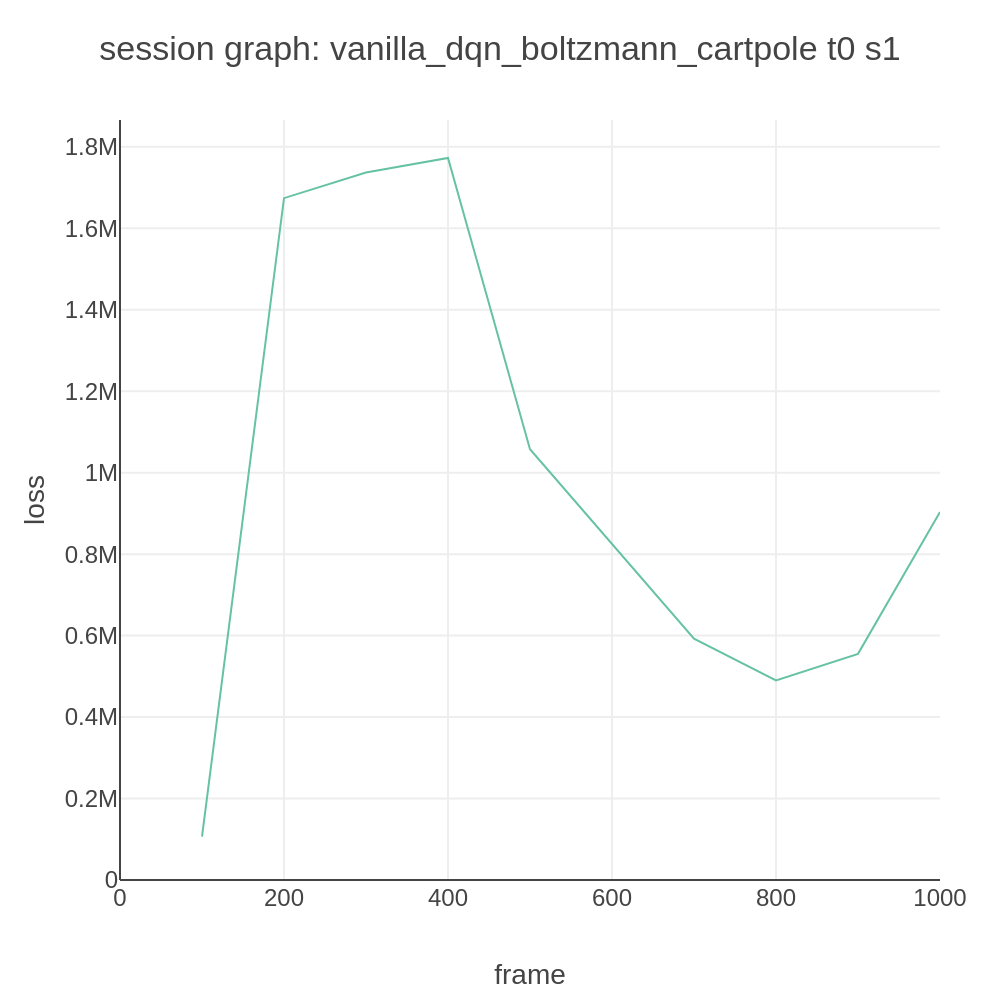 session graph: vanilla_dqn_boltzmann_cartpole t0 s1
1.8M
1.6M
1.4M
1.2M
1M
0.8M
0.6M
0.4M
0.2M
0
loss
0 200 400 600 800 1000
frame